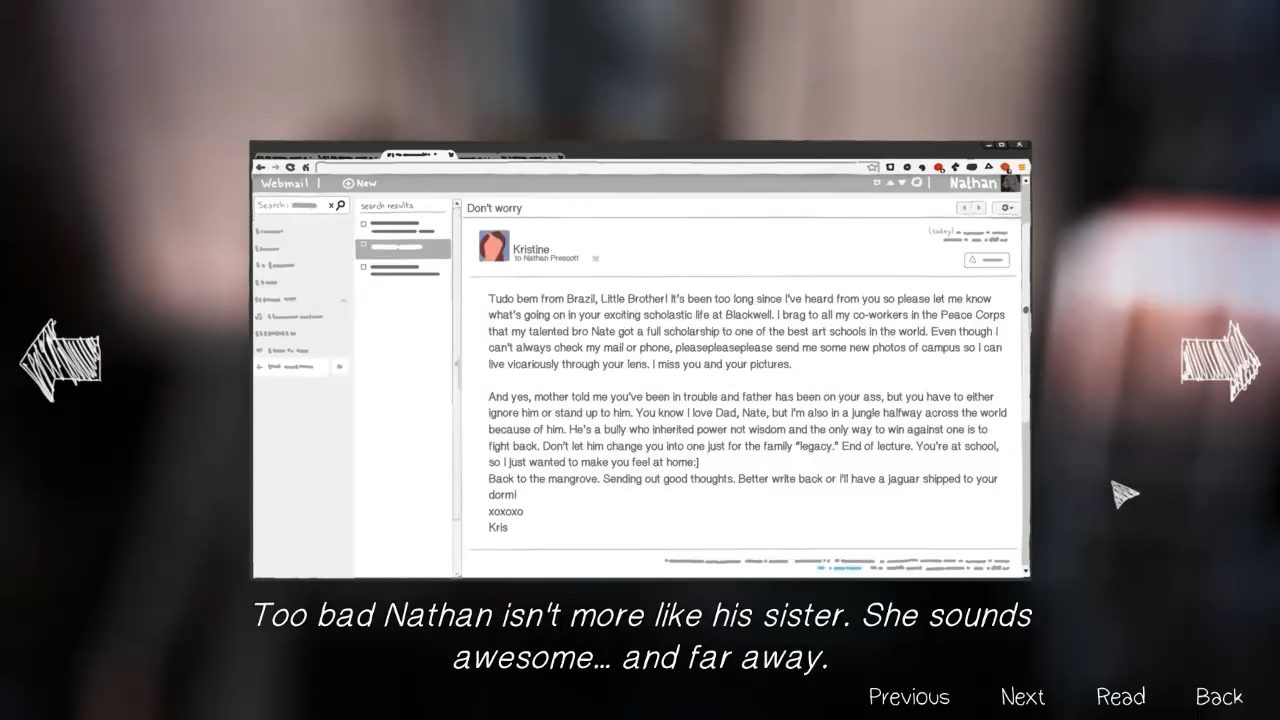 Webmail |
New
Nathan
Search:
x
search results
Don't worry
(today)
Kristine
to Nathan Prescott
Tudo bem from Brazil, Little Brother! It's been too long since I've heard from you so please let me know
what's going on in your exciting scholastic life at Blackwell. I brag to all my co-workers in the Peace Corps
that my talented bro Nate got a full scholarship to one of the best art schools in the world. Even though I
can't always check my mail or phone, pleasepleaseplease send me some new photos of campus so I can
live vicariously through your lens. I miss you and your pictures.
And yes, mother told me you've been in trouble and father has been on your ass, but you have to either
ignore him or stand up to him. You know I love Dad, Nate, but I'm also in a jungle halfway across the world
because of him. He's a bully who inherited power not wisdom and the only way to win against one is to
fight back. Don't let him change you into one just for the family "legacy." End of lecture. You're at school,
so I just wanted to make you feel at home:]
Back to the mangrove. Sending out good thoughts. Better write back or I'll have a jaguar shipped to your
dorm!
xoxoxo
Kris
Too bad Nathan isn't more like his sister. She sounds
awesome... and far away.
Previous Next Read Back